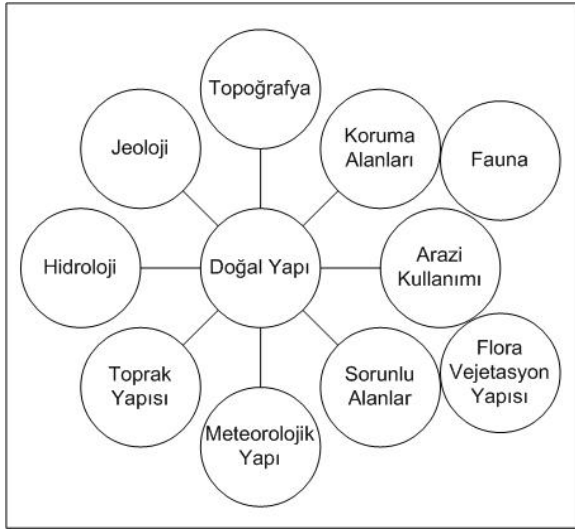 Topoğrafya
Jeoloji
Koruma
Alanları
Fauna
Hidroloji
Doğal Yapı
Arazi
Kullanımı
Toprak
Yapısı
Meteorolojik
Yapı
Sorunlu
Alanlar
Flora
Vejetasyon
Yapısı